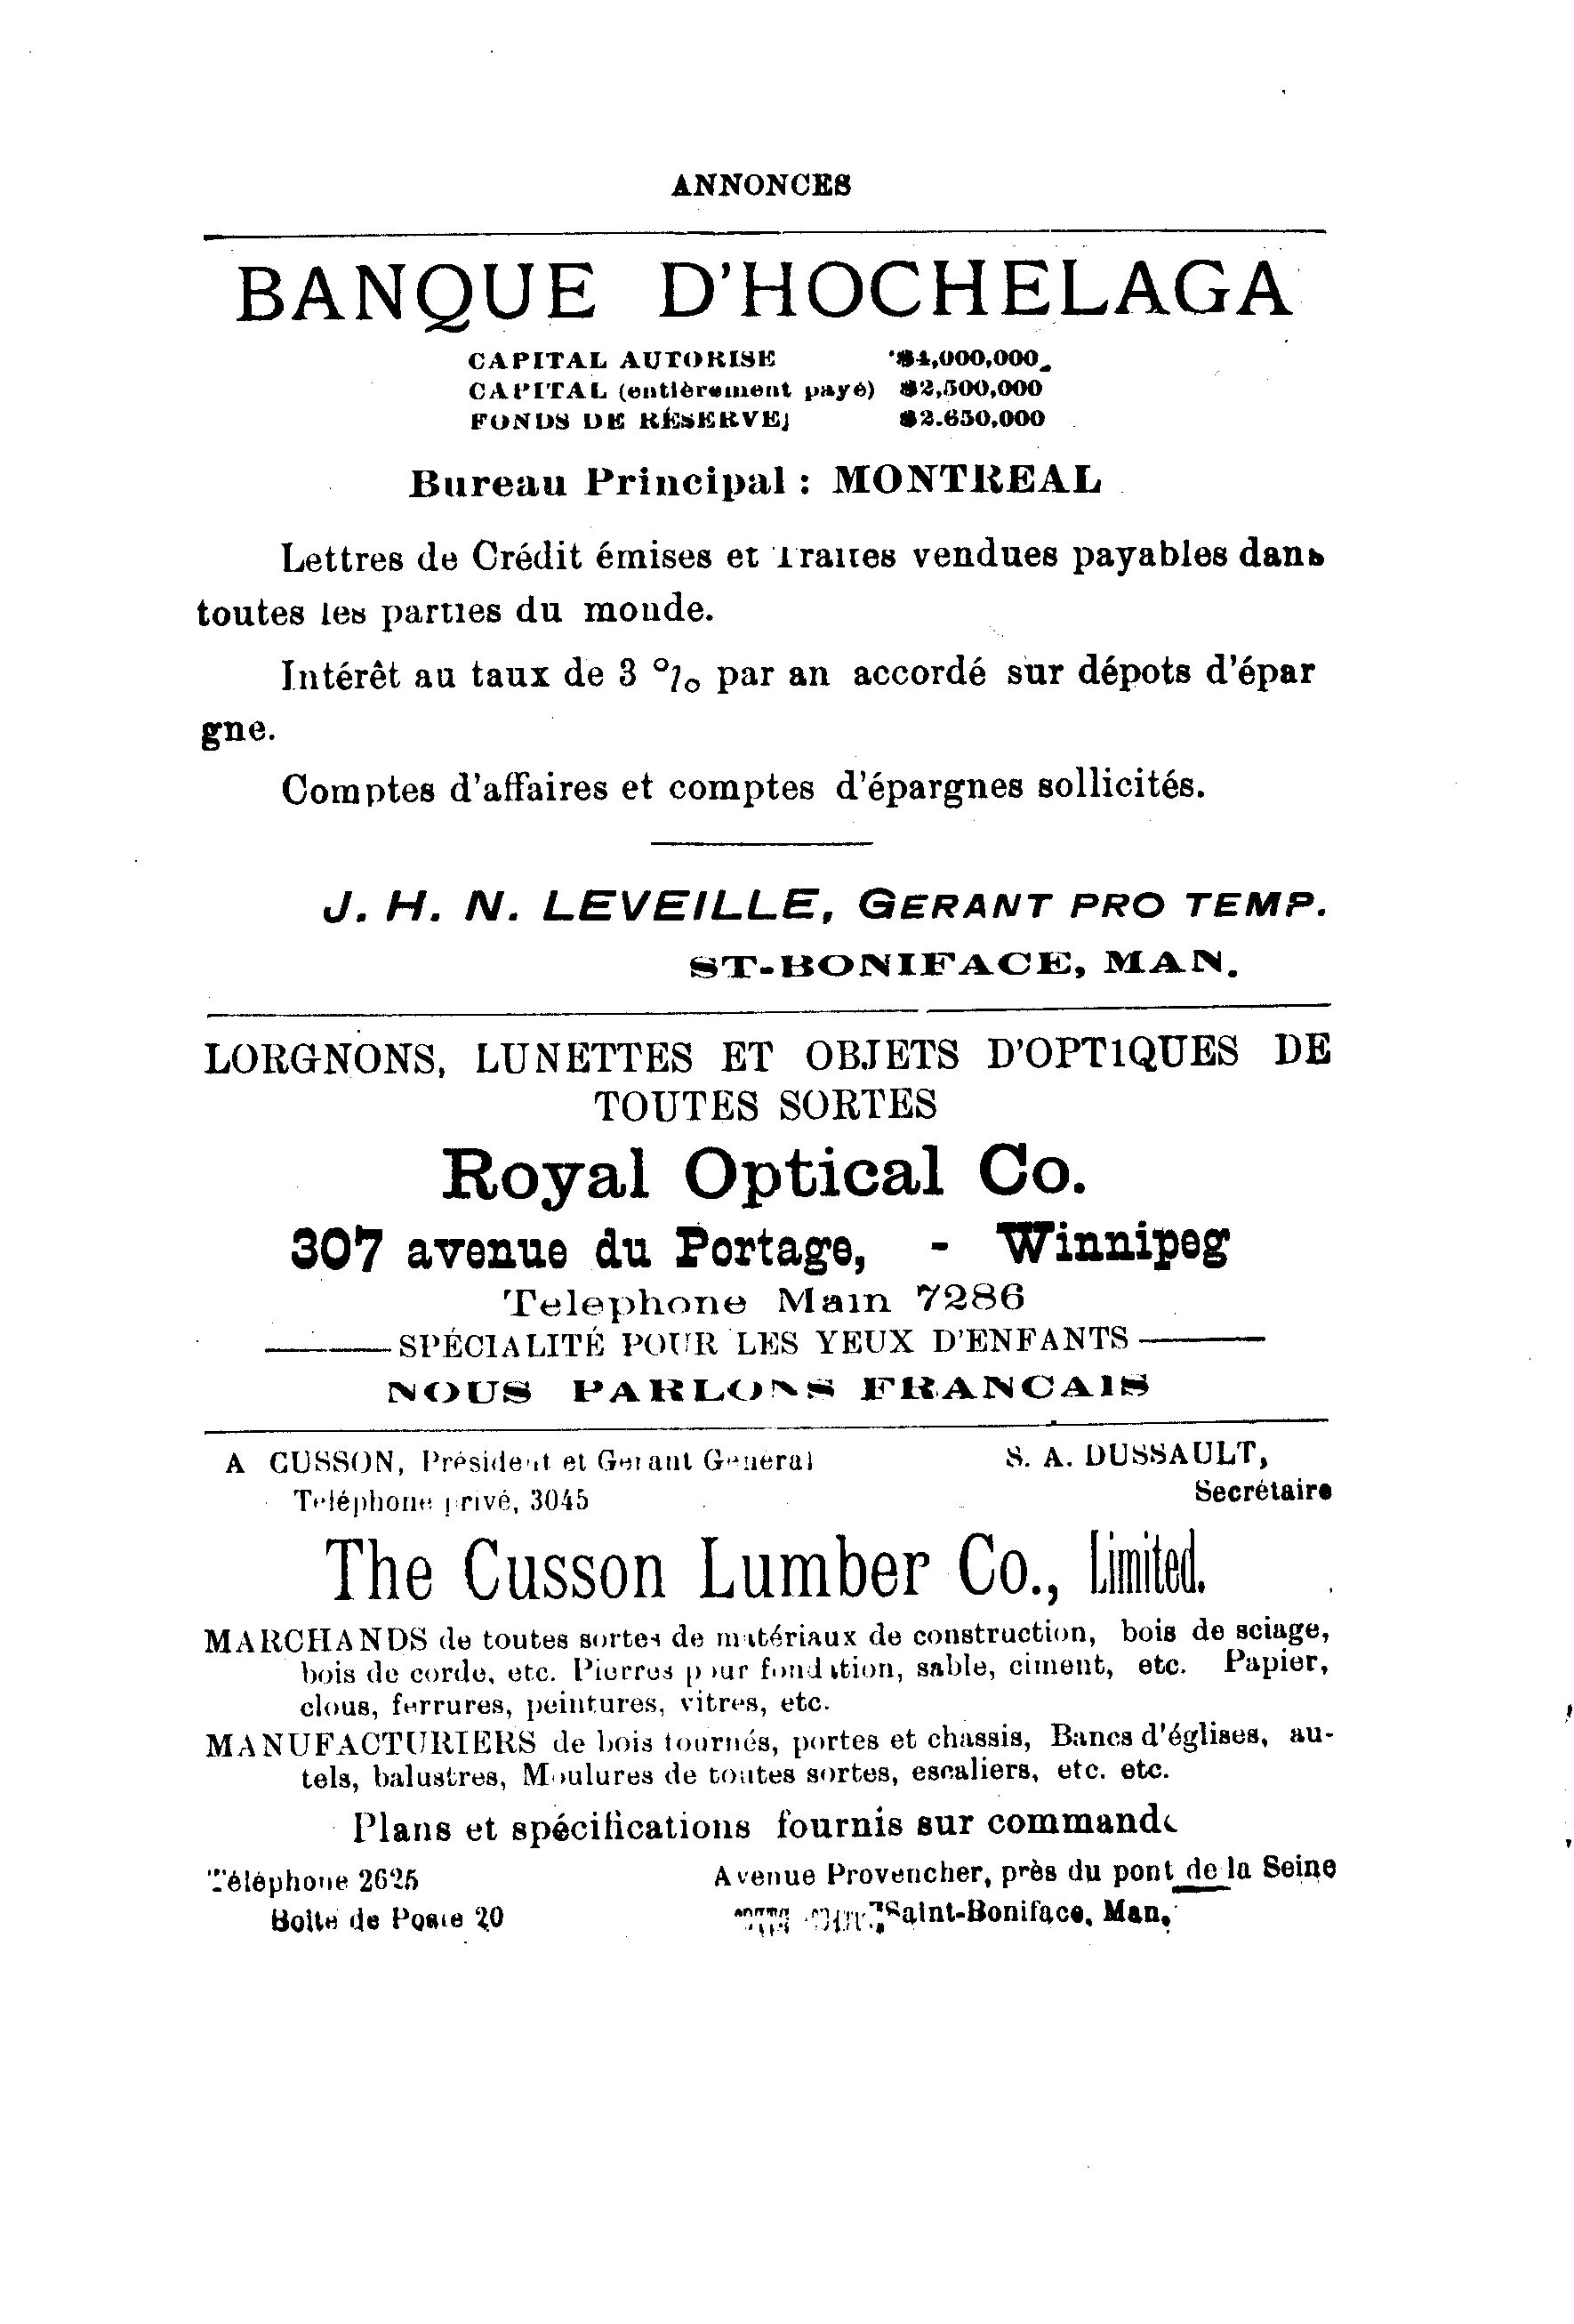 ANNONCES
BANQUE D'HOCHELAGA
CAPITAL AUTORISE $4,000,000
CAPITAL (entièrement payé) $2,500,000
FONDS DE RÉSERVE $2.650,000
Bureau Principal : MONTREAL
Lettres de Crédit émises et Traites vendues payables dans
toutes les parties du monde.
Intérêt au taux de 3 % par an accordé sur dépots d'épar
gne.
Comptes d'affaires et comptes d'épargnes sollicités.
J. H. N. LEVEILLE, GERANT PRO TEMP.
ST-BONIFACE, MAN.
LORGNONS, LUNETTES ET OBJETS D'OPTIQUES DE
TOUTES SORTES
Royal Optical Co.
307 avenue du Portage, - Winnipeg
Telephone Main 7286
SPÉCIALITÉ POUR LES YEUX D'ENFANTS
NOUS PARLONS FRANCAIS
A CUSSON, Président et Gerant General S. A. DUSSAULT,
Teléphone privé, 3045 Secrétaire
The Cusson Lumber Co., Limited.
MARCHANDS de toutes sortes de matériaux de construction, bois de sciage,
bois de corde, etc. Pierres pour fondation, sable, ciment, etc. Papier,
clous, ferrures, peintures, vitres, etc.
MANUFACTURIERS de bois tournés, portes et chassis, Bancs d'églises, au-
tels, balustres, Moulures de toutes sortes, escaliers, etc. etc.
Plans et spécifications fournis sur commande
Téléphone 2625 Avenue Provencher, près du pont de la Seine
Boite de Poste 20 Saint-Boniface, Man.